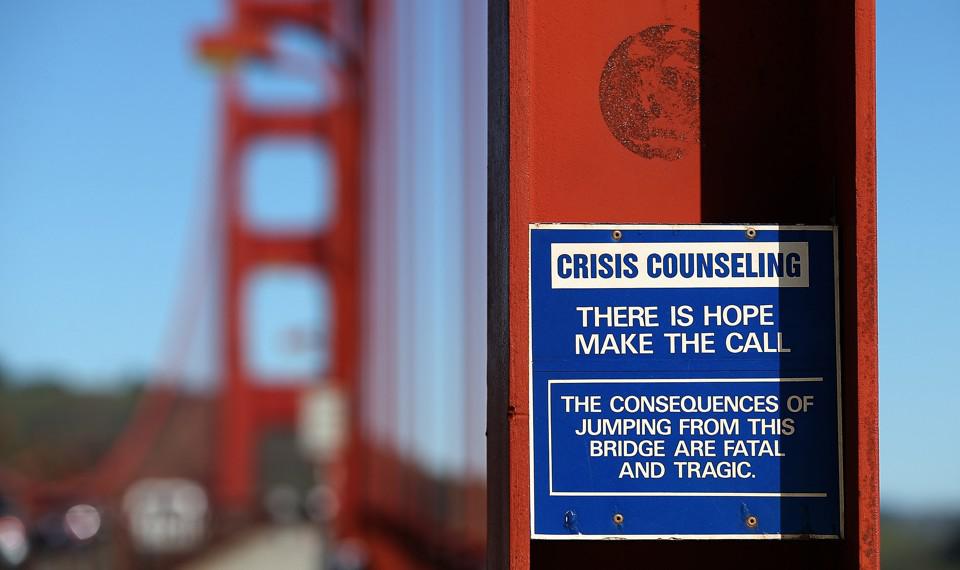 CRISIS COUNSELING
THERE IS HOPE
MAKE THE CALL
THE CONSEQUENCES OF
JUMPING FROM THIS
BRIDGE ARE FATAL
AND TRAGIC.